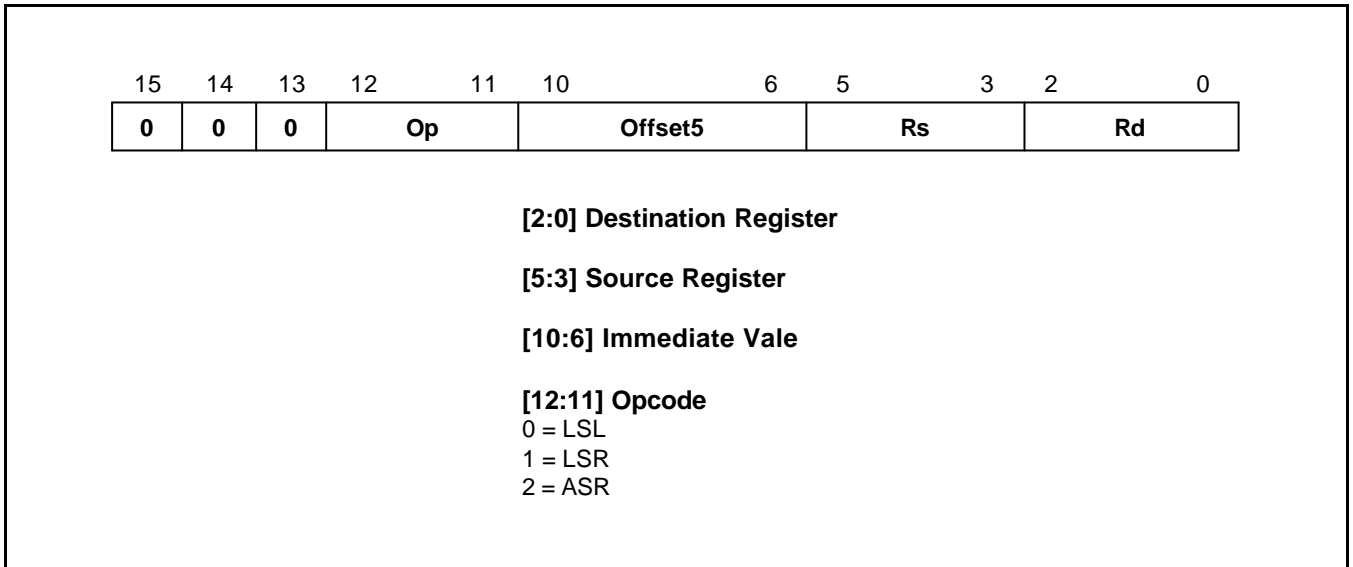 15 14 13 12 11 10 6 5 3 2 0
0 0 0 Op Offset5 Rs Rd
[2:0] Destination Register
[5:3] Source Register
[10:6] Immediate Vale
[12:11] Opcode
0 = LSL
1 = LSR
2 = ASR